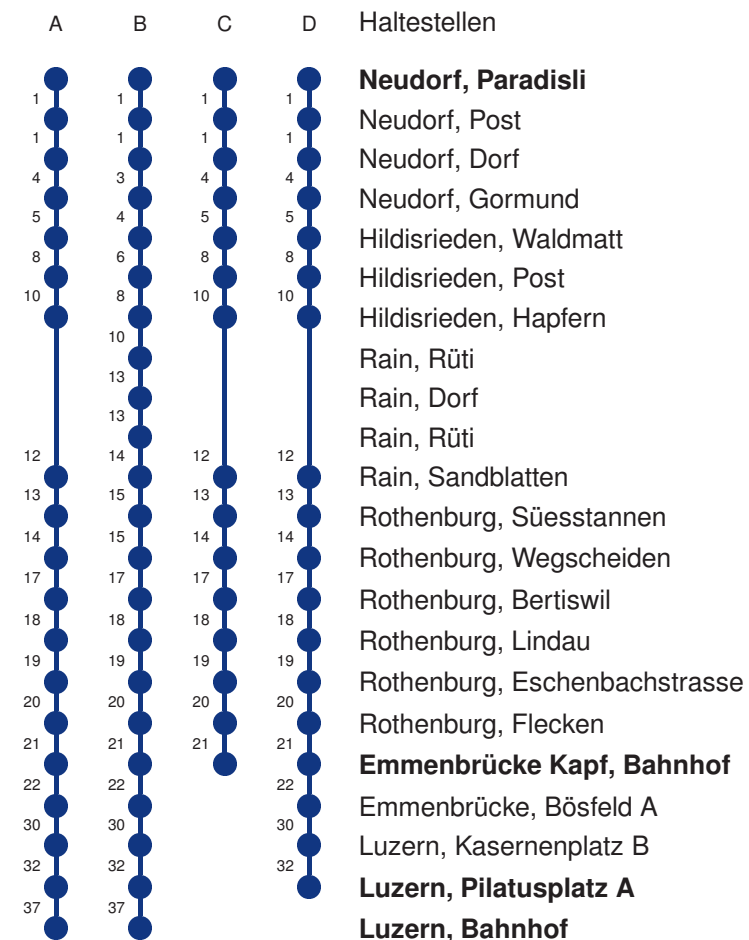 A B C D Haltestellen
Neudorf, Paradisli
1 1 1 1
Neudorf, Post
1 1 1 1
Neudorf, Dorf
4 3 4 4
Neudorf, Gormund
5 4 5 5
Hildisrieden, Waldmatt
8 6 8 8
Hildisrieden, Post
10 8 10 10
Hildisrieden, Hapfern
10
Rain, Rüti
13
Rain, Dorf
13
Rain, Rüti
12 14 12 12
Rain, Sandblatten
13 15 13 13
Rothenburg, Süesstannen
14 15 14 14
Rothenburg, Wegscheiden
17 17 17 17
Rothenburg, Bertiswil
18 18 18 18
Rothenburg, Lindau
19 19 19 19
Rothenburg, Eschenbachstrasse
20 20 20 20
Rothenburg, Flecken
21 21 21 21
Emmenbrücke Kapf, Bahnhof
22 22 22
Emmenbrücke, Bösfeld A
30 30 30
Luzern, Kasernenplatz B
32 32 32
Luzern, Pilatusplatz A
37 37
Luzern, Bahnhof